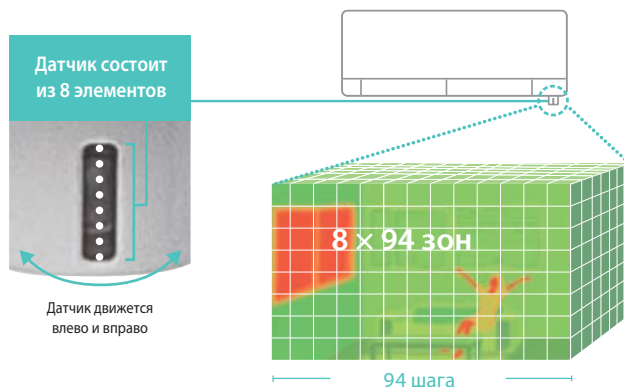 Датчик состоит
из 8 элементов
8 × 94 зон
Датчик движется
влево и вправо
94 шага